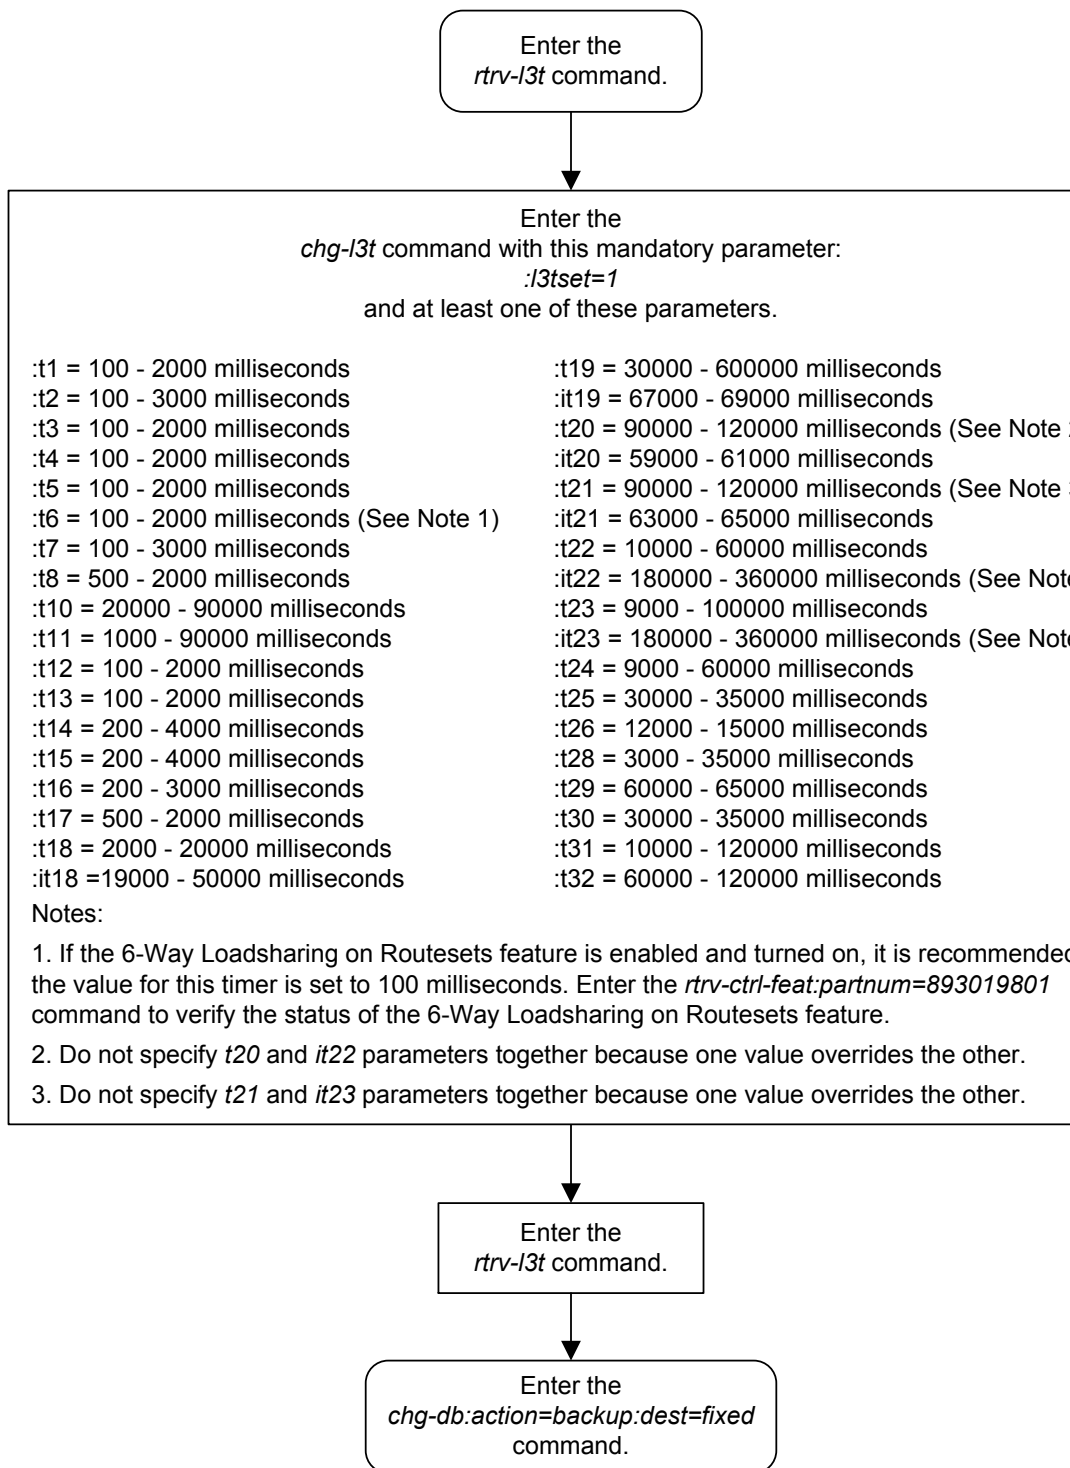 Enter the
rtrv-l3t command.
Enter the
chg-l3t command with this mandatory parameter:
:l3tset=1
and at least one of these parameters.
:t1 = 100 - 2000 milliseconds
:t2 = 100 - 3000 milliseconds
:t3 = 100 - 2000 milliseconds
:t4 = 100 - 2000 milliseconds
:t5 = 100 - 2000 milliseconds
:t6 = 100 - 2000 milliseconds (See Note 1)
:t7 = 100 - 3000 milliseconds
:t8 = 500 - 2000 milliseconds
:t10 = 20000 - 90000 milliseconds
:t11 = 1000 - 90000 milliseconds
:t12 = 100 - 2000 milliseconds
:t13 = 100 - 2000 milliseconds
:t14 = 200 - 4000 milliseconds
:t15 = 200 - 4000 milliseconds
:t16 = 200 - 3000 milliseconds
:t17 = 500 - 2000 milliseconds
:t18 = 2000 - 20000 milliseconds
:it18 =19000 - 50000 milliseconds
:t19 = 30000 - 600000 milliseconds
:it19 = 67000 - 69000 milliseconds
:t20 = 90000 - 120000 milliseconds (See Note
:it20 = 59000 - 61000 milliseconds
:t21 = 90000 - 120000 milliseconds (See Note
:it21 = 63000 - 65000 milliseconds
:t22 = 10000 - 60000 milliseconds
:it22 = 180000 - 360000 milliseconds (See Note
:t23 = 9000 - 100000 milliseconds
:it23 = 180000 - 360000 milliseconds (See Note
:t24 = 9000 - 60000 milliseconds
:t25 = 30000 - 35000 milliseconds
:t26 = 12000 - 15000 milliseconds
:t28 = 3000 - 35000 milliseconds
:t29 = 60000 - 65000 milliseconds
:t30 = 30000 - 35000 milliseconds
:t31 = 10000 - 120000 milliseconds
:t32 = 60000 - 120000 milliseconds
Notes:
1. If the 6-Way Loadsharing on Routesets feature is enabled and turned on, it is recommended
the value for this timer is set to 100 milliseconds. Enter the rtrv-ctrl-feat:partnum=893019801
command to verify the status of the 6-Way Loadsharing on Routesets feature.
2. Do not specify t20 and it22 parameters together because one value overrides the other.
3. Do not specify t21 and it23 parameters together because one value overrides the other.
Enter the
rtrv-l3t command.
Enter the
chg-db:action=backup:dest=fixed
command.